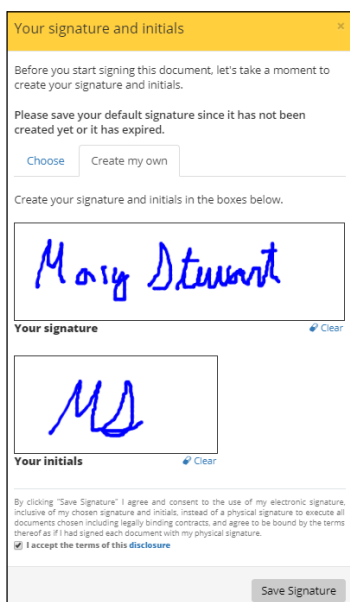 Your signature and initials ×
Before you start signing this document, let's take a moment to
create your signature and initials.
Please save your default signature since it has not been
created yet or it has expired.
Choose Create my own
Create your signature and initials in the boxes below.
Mary Stewart
Your signature Clear
MS
Your initials Clear
By clicking "Save Signature" I agree and consent to the use of my electronic signature,
inclusive of my chosen signature and initials, instead of a physical signature to execute all
documents chosen including legally binding contracts, and agree to be bound by the terms
thereof as if I had signed each document with my physical signature.
I accept the terms of this disclosure
Save Signature